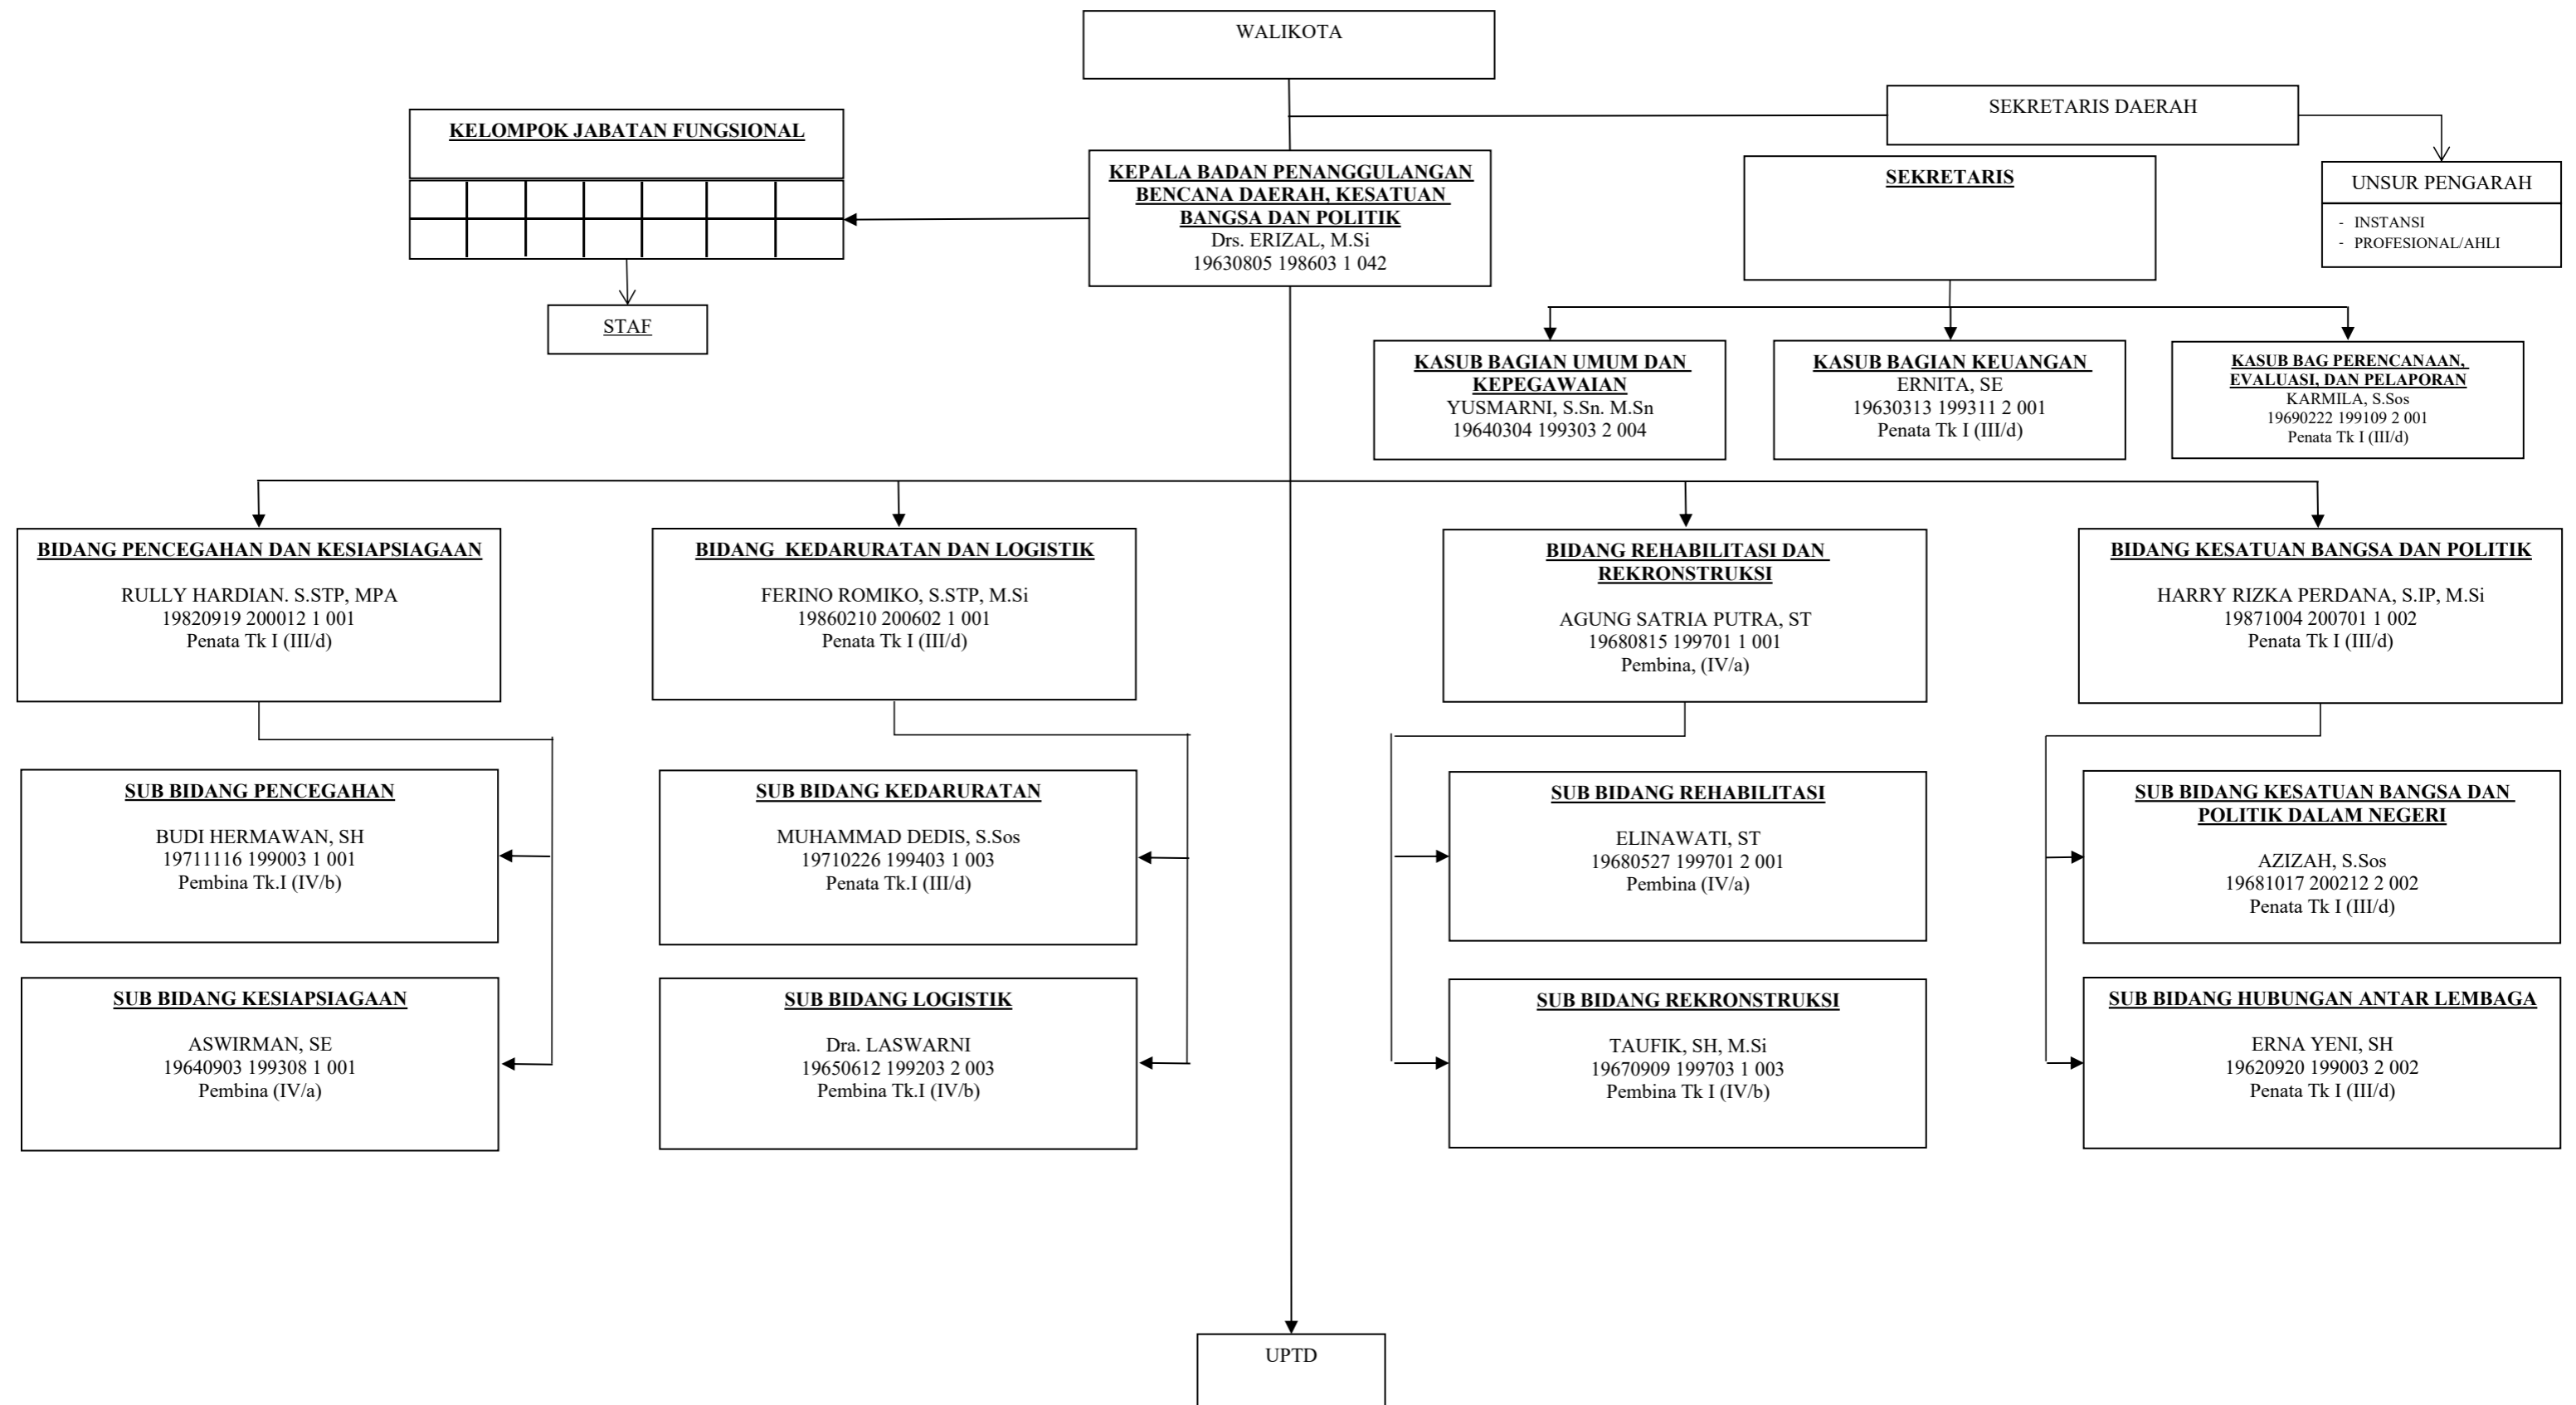 WALIKOTA
SEKRETARIS DAERAH
KELOMPOK JABATAN FUNGSIONAL
KEPALA BADAN PENANGGULANGAN
BENCANA DAERAH, KESATUAN
BANGSA DAN POLITIK
Drs. ERIZAL, M.Si
19630805 198603 1 042
SEKRETARIS
UNSUR PENGARAH
- INSTANSI
- PROFESIONAL/AHLI
STAF
KASUB BAGIAN UMUM DAN
KEPEGAWAIAN
YUSMARNI, S.Sn. M.Sn
19640304 199303 2 004
KASUB BAGIAN KEUANGAN
ERNITA, SE
19630313 199311 2 001
Penata Tk I (III/d)
KASUB BAG PERENCANAAN,
EVALUASI, DAN PELAPORAN
KARMILA, S.Sos
19690222 199109 2 001
Penata Tk I (III/d)
BIDANG PENCEGAHAN DAN KESIAPSIAGAAN
RULLY HARDIAN. S.STP, MPA
19820919 200012 1 001
Penata Tk I (III/d)
BIDANG  KEDARURATAN DAN LOGISTIK
FERINO ROMIKO, S.STP, M.Si
19860210 200602 1 001
Penata Tk I (III/d)
BIDANG REHABILITASI DAN
REKRONSTRUKSI
AGUNG SATRIA PUTRA, ST
19680815 199701 1 001
Pembina, (IV/a)
BIDANG KESATUAN BANGSA DAN POLITIK
HARRY RIZKA PERDANA, S.IP, M.Si
19871004 200701 1 002
Penata Tk I (III/d)
SUB BIDANG PENCEGAHAN
BUDI HERMAWAN, SH
19711116 199003 1 001
Pembina Tk.I (IV/b)
SUB BIDANG KEDARURATAN
MUHAMMAD DEDIS, S.Sos
19710226 199403 1 003
Penata Tk.I (III/d)
SUB BIDANG REHABILITASI
ELINAWATI, ST
19680527 199701 2 001
Pembina (IV/a)
SUB BIDANG KESATUAN BANGSA DAN
POLITIK DALAM NEGERI
AZIZAH, S.Sos
19681017 200212 2 002
Penata Tk I (III/d)
SUB BIDANG KESIAPSIAGAAN
ASWIRMAN, SE
19640903 199308 1 001
Pembina (IV/a)
SUB BIDANG LOGISTIK
Dra. LASWARNI
19650612 199203 2 003
Pembina Tk.I (IV/b)
SUB BIDANG REKRONSTRUKSI
TAUFIK, SH, M.Si
19670909 199703 1 003
Pembina Tk I (IV/b)
SUB BIDANG HUBUNGAN ANTAR LEMBAGA
ERNA YENI, SH
19620920 199003 2 002
Penata Tk I (III/d)
UPTD